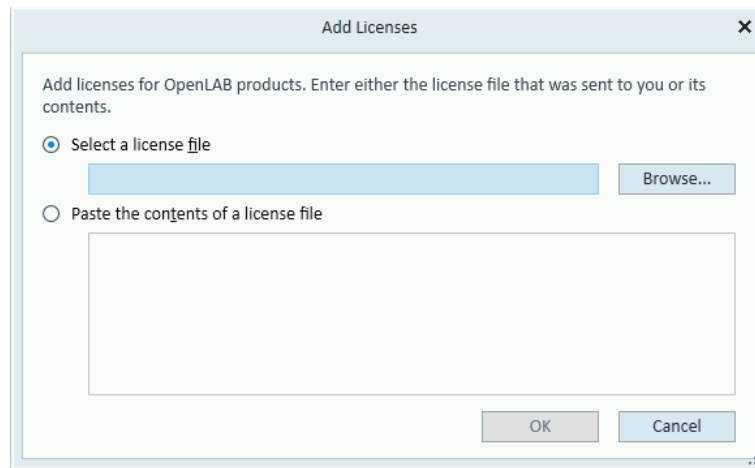 Add Licenses
Add licenses for OpenLAB products. Enter either the license file that was sent to you or its
contents.
Select a license file
Browse...
Paste the contents of a license file
OK
Cancel